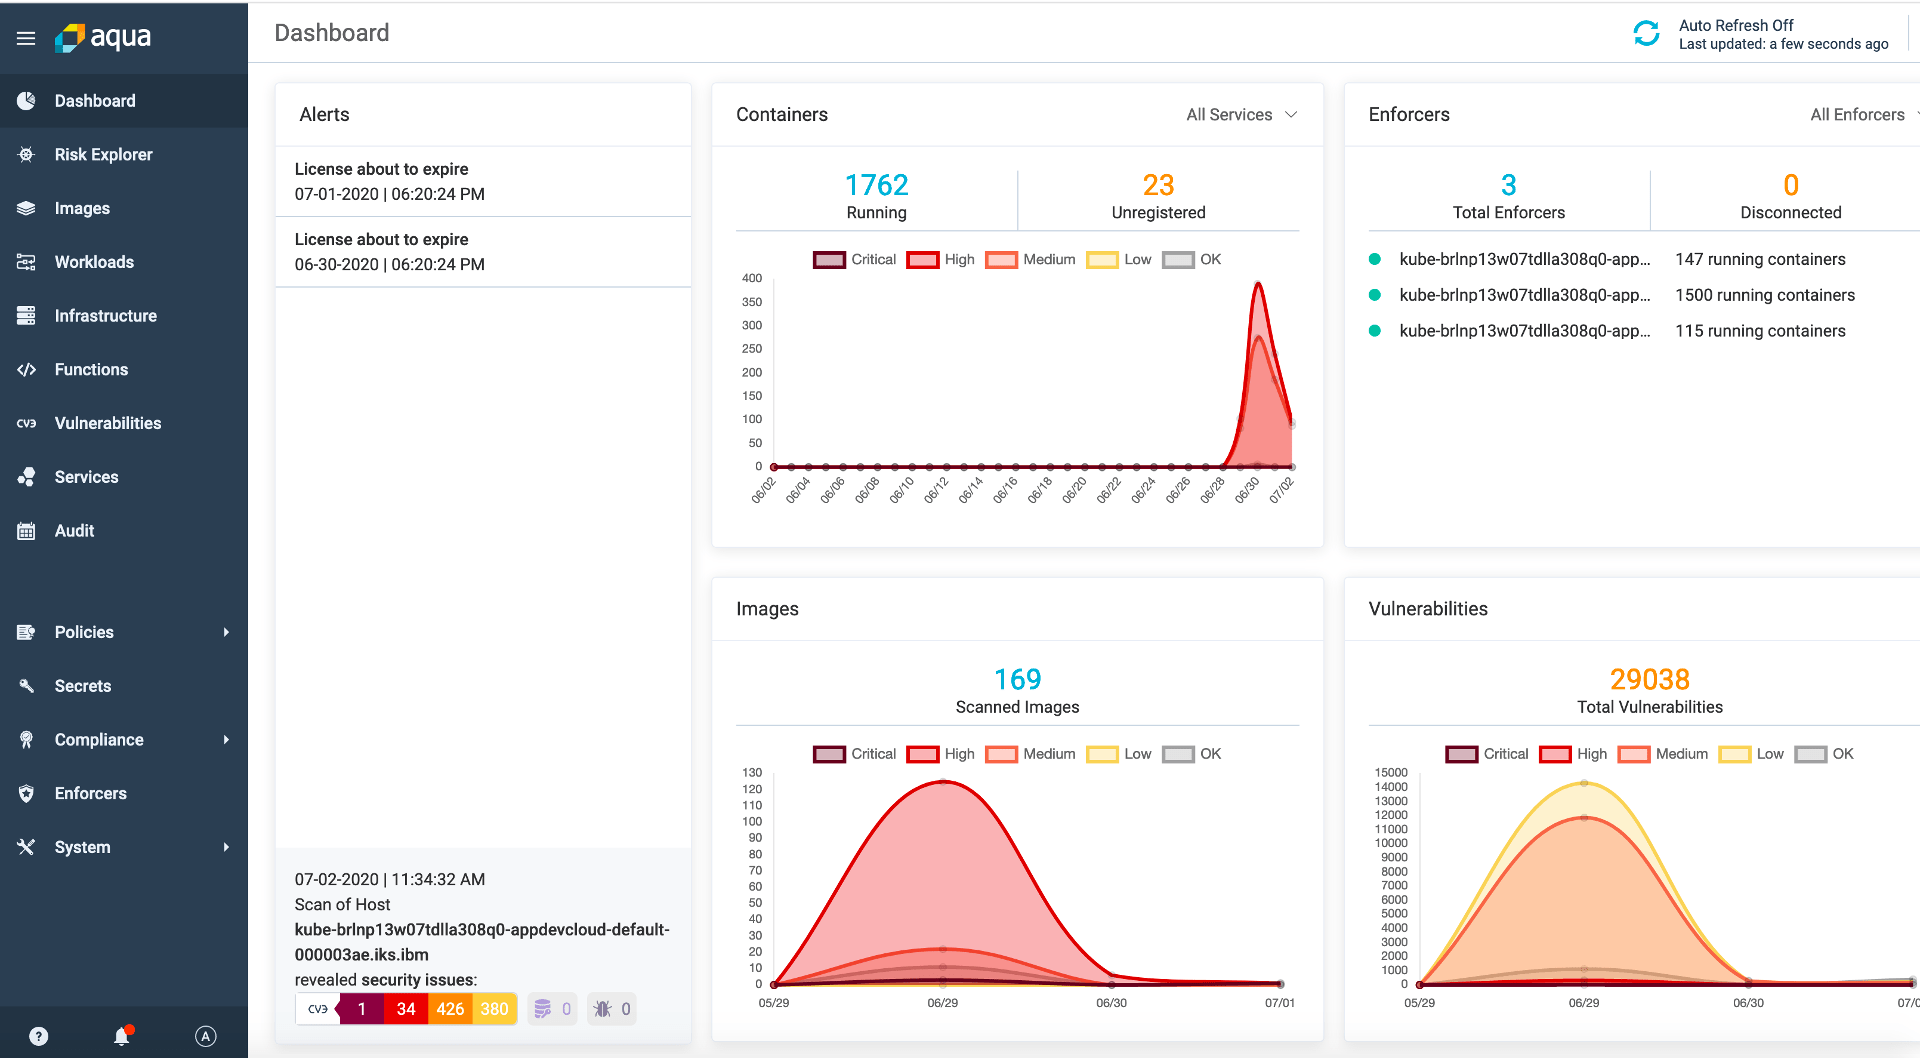 aqua
Dashboard
Risk Explorer
Images
Workloads
Infrastructure
Functions
CVE
Vulnerabilities
Services
Audit
Policies
Secrets
Compliance
Enforcers
System
?
A
Dashboard
Auto Refresh Off
Last updated: a few seconds ago
Alerts
License about to expire
07-01-2020 | 06:20:24 PM
License about to expire
06-30-2020 | 06:20:24 PM
07-02-2020 | 11:34:32 AM
Scan of Host
kube-brlnp13w07tdlla308q0-appdevcloud-default-
000003ae.iks.ibm
revealed security issues:
CVE 1 34 426 380 0 0
Containers
All Services
1762 23
Running Unregistered
Critical High Medium Low OK
400
350
300
250
200
150
100
50
0
06/02 06/04 06/06 06/08 06/10 06/12 06/14 06/16 06/18 06/20 06/22 06/24 06/26 06/28 06/30 07/02
Enforcers
All Enforcers
3 0
Total Enforcers Disconnected
kube-brlnp13w07tdlla308q0-app... 147 running containers
kube-brlnp13w07tdlla308q0-app... 1500 running containers
kube-brlnp13w07tdlla308q0-app... 115 running containers
Images
169
Scanned Images
Critical High Medium Low OK
130
120
110
100
90
80
70
60
50
40
30
20
10
0
05/29 06/29 06/30 07/01
Vulnerabilities
29038
Total Vulnerabilities
Critical High Medium Low OK
15000
14000
13000
12000
11000
10000
9000
8000
7000
6000
5000
4000
3000
2000
1000
0
05/29 06/29 06/30 07/0